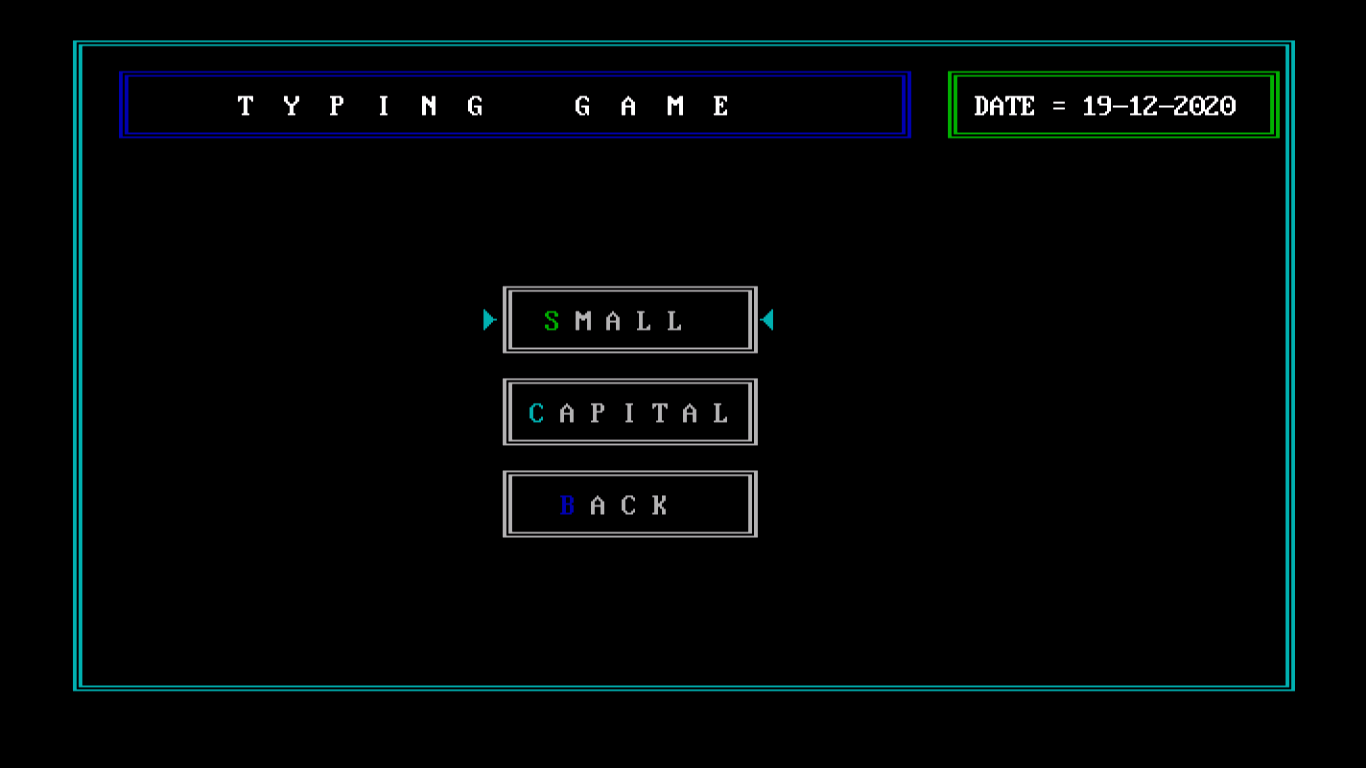 T Y P I N G   G A M E
DATE = 19-12-2020
S M A L L
C A P I T A L
B A C K